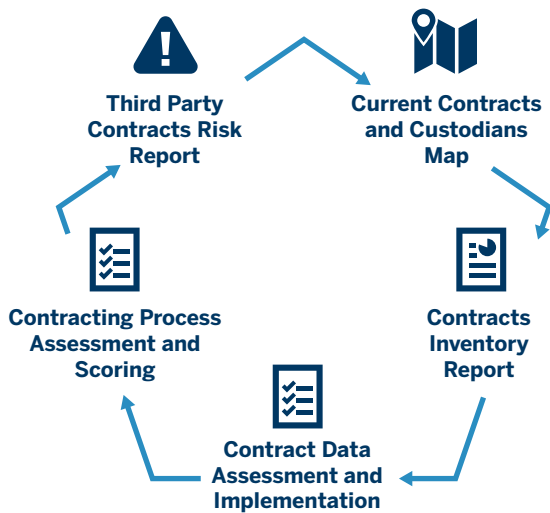 Third Party
Contracts Risk
Report
Current Contracts
and Custodians
Map
Contracting Process
Assessment and
Scoring
Contracts
Inventory
Report
Contract Data
Assessment and
Implementation